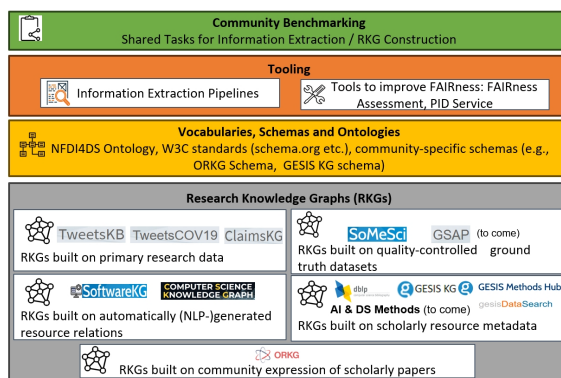 Community Benchmarking
Shared Tasks for Information Extraction / RKG Construction
Tooling
Information Extraction Pipelines
Tools to improve FAIRness: FAIRness
Assessment, PID Service
Vocabularies, Schemas and Ontologies
NFDI4DS Ontology, W3C standards (schema.org etc.), community-specific schemas (e.g.,
ORKG Schema, GESIS KG schema)
Research Knowledge Graphs (RKGs)
TweetsKB TweetsCOV19 ClaimsKG
RKGs built on primary research data
SoMeSci GSAP (to come)
RKGs built on quality-controlled ground
truth datasets
SoftwareKG COMPUTER SCIENCE
KNOWLEDGE GRAPH
RKGs built on automatically (NLP-)generated
resource relations
dblp GESIS KG GESIS Methods Hub
AI & DS Methods (to come) gesisDataSearch
RKGs built on scholarly resource metadata
ORKG
RKGs built on community expression of scholarly papers